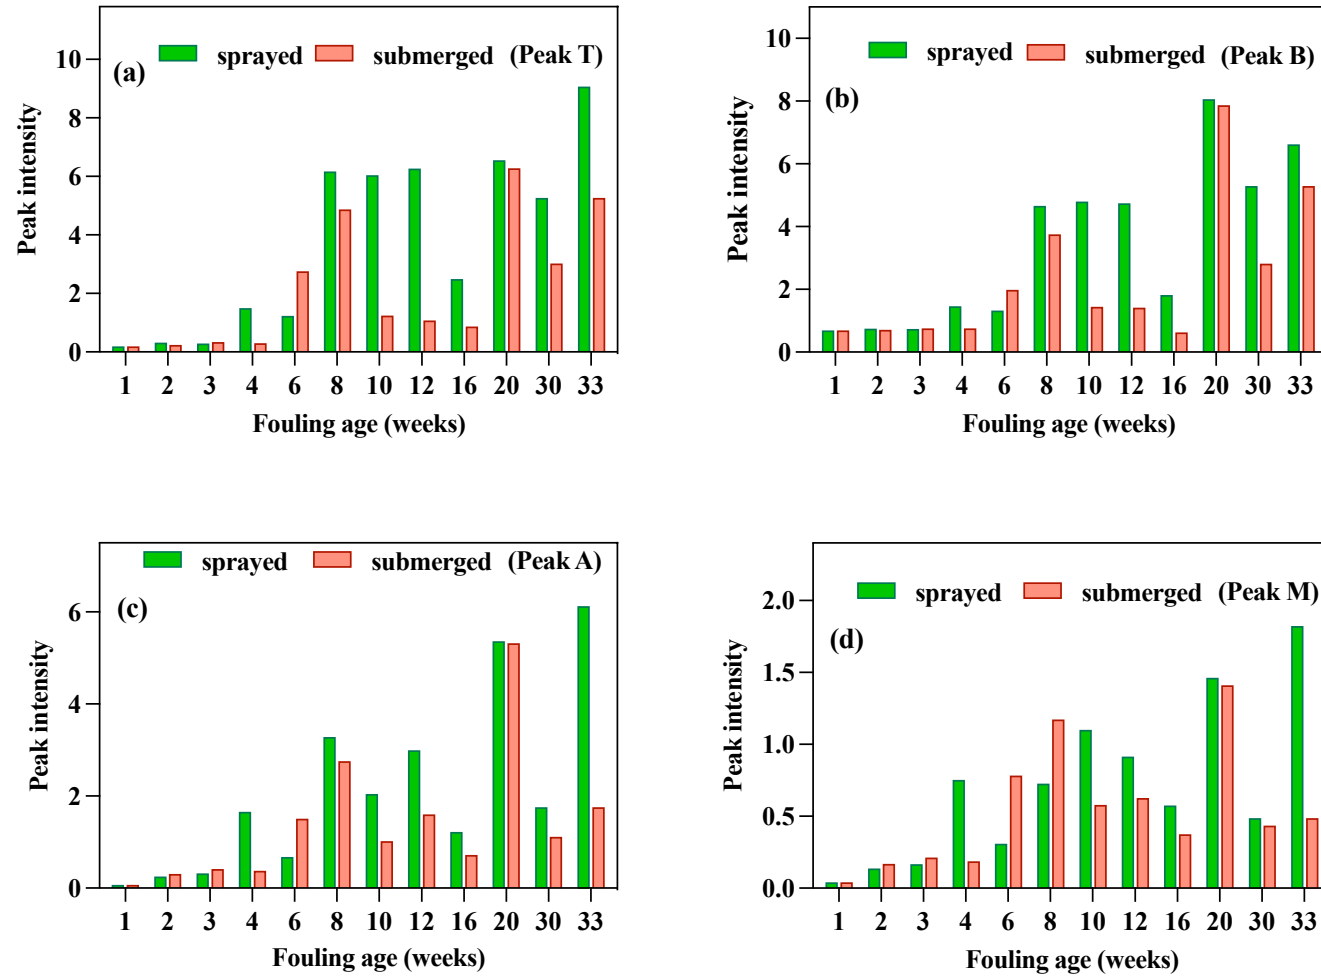 sprayed submerged (Peak T)
(a)
Peak intensity
10
8
6
4
2
0
1 2 3 4 6 8 10 12 16 20 30 33
Fouling age (weeks)
sprayed submerged (Peak B)
(b)
Peak intensity
10
8
6
4
2
0
1 2 3 4 6 8 10 12 16 20 30 33
Fouling age (weeks)
sprayed submerged (Peak A)
(c)
Peak intensity
6
4
2
0
1 2 3 4 6 8 10 12 16 20 30 33
Fouling age (weeks)
sprayed submerged (Peak M)
(d)
Peak intensity
2.0
1.5
1.0
0.5
0.0
1 2 3 4 6 8 10 12 16 20 30 33
Fouling age (weeks)